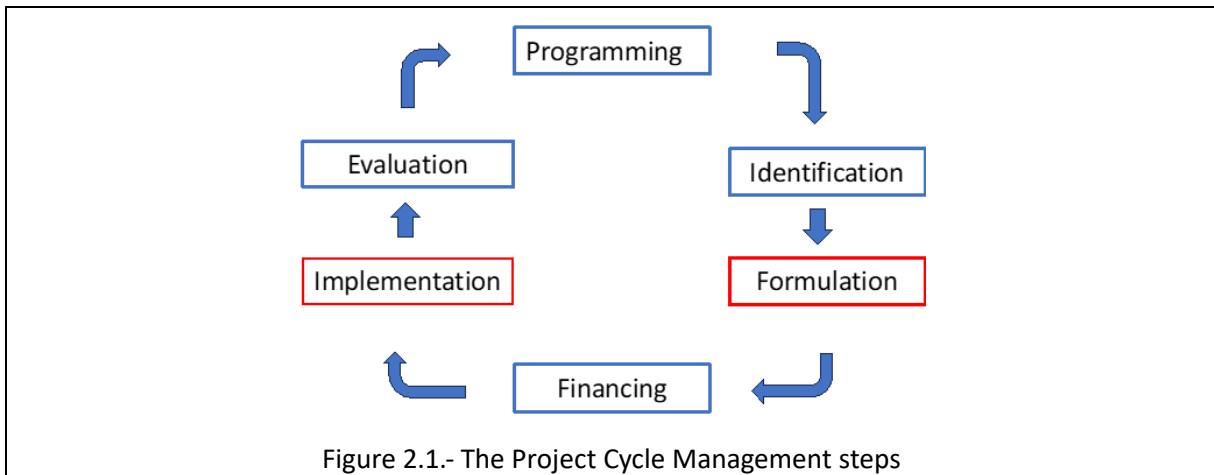 Programming
Evaluation
Identification
Implementation
Formulation
Financing
Figure 2.1.- The Project Cycle Management steps